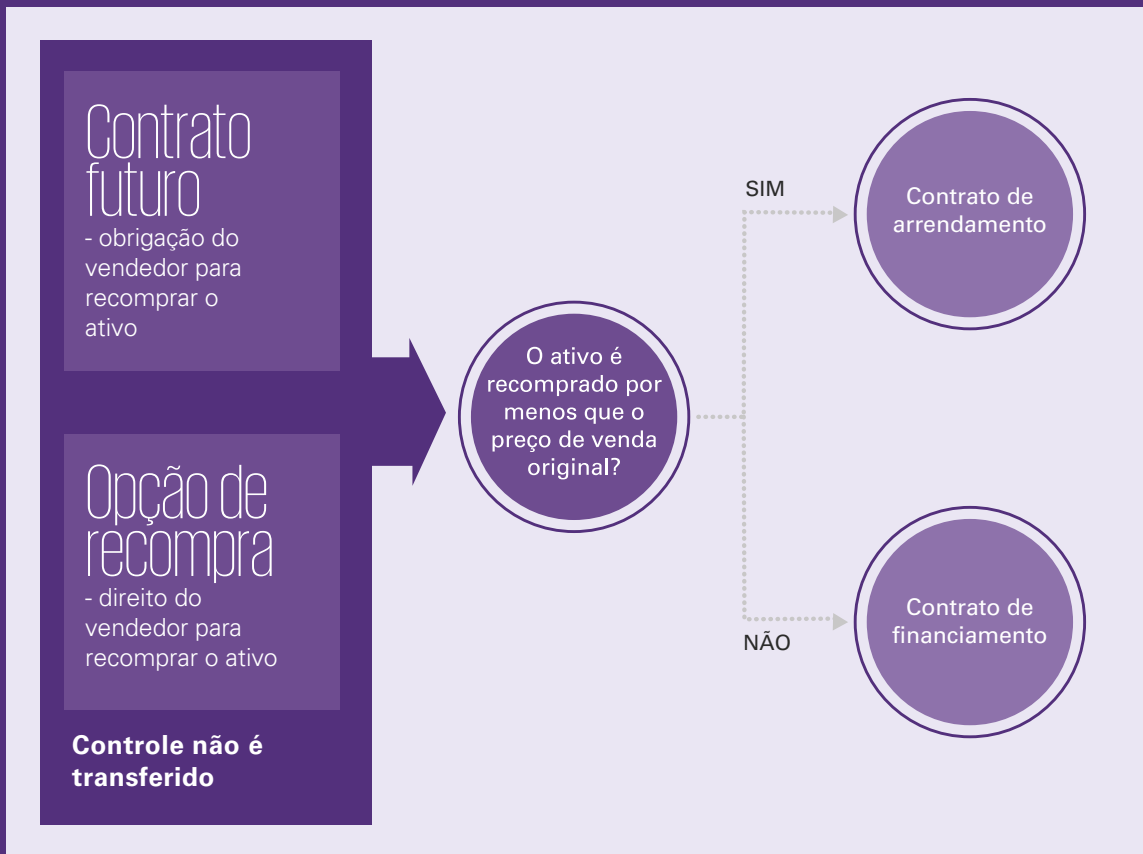 Contrato
futuro
- obrigação do
vendedor para
recomprar o
ativo
Opção de
recompra
- direito do
vendedor para
recomprar o ativo
Controle não é
transferido
O ativo é
recomprado por
menos que o
preço de venda
original?
SIM
Contrato de
arrendamento
NÃO
Contrato de
financiamento